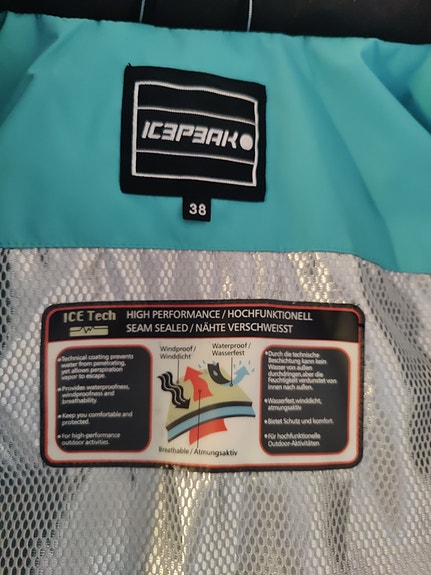 ICEPEAK
38
ICE Tech
HIGH PERFORMANCE / HOCHFUNKTIONELL
SEAM SEALED / NÄHTE VERSCHWEISST
•Technical coating prevents
water from penetrating,
yet allows perspiration
vapor to escape.
•Provides waterproofness,
windproofness and
breathability.
•Keep you comfortable and
protected.
•For high-performance
outdoor activities.
Windproof /
Winddicht
Waterproof /
Wasserfest
Breathable / Atmungsaktiv
•Durch die technische
Beschichtung kann kein
Wasser von außen
durchdringen,aber die
Feuchtigkeit verdunstet von
innen nach außen.
•Wasserfest,winddicht,
atmungsaktiv
•Bietet Schutz und komfort.
•Für hochfunktionelle
Outdoor-Aktivitäten